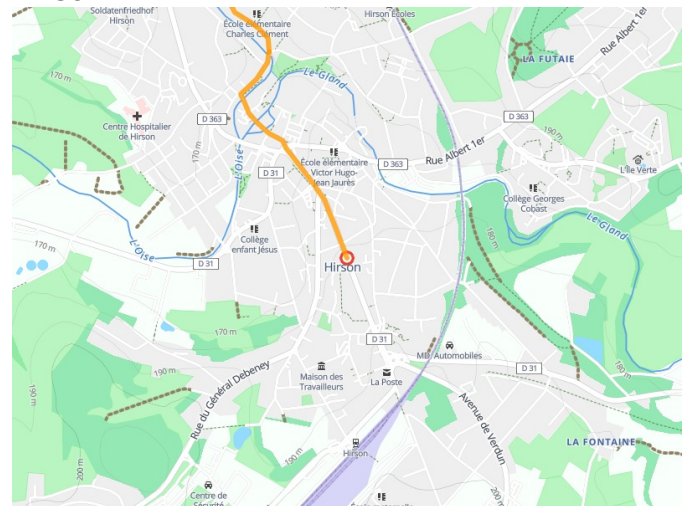 Soldatenfriedhof
Hirson
École élémentaire
Charles Clément
Hirson Écoles
Rue Albert 1er
LA FUTAIE
170 m
Le Gland
D 363
Centre Hospitalier
de Hirson
D 363
190 m
170 m
L'Oise
D 31
École élémentaire
Victor Hugo-
Jean Jaurès
D 363
Rue Albert 1er
L'Île Verte
Collège Georges
Cobast
Le Gland
180 m
Collège
enfant Jésus
170 m
L'Oise
D 31
Hirson
170 m
D 31
MD. Automobiles
D 31
190 m
190 m
Maison des
Travailleurs
La Poste
Rue du Général Debeney
Avenue de Verdun
180 m
LA FONTAINE
Hirson
190 m
200 m
200 m
Centre de
Sécurité